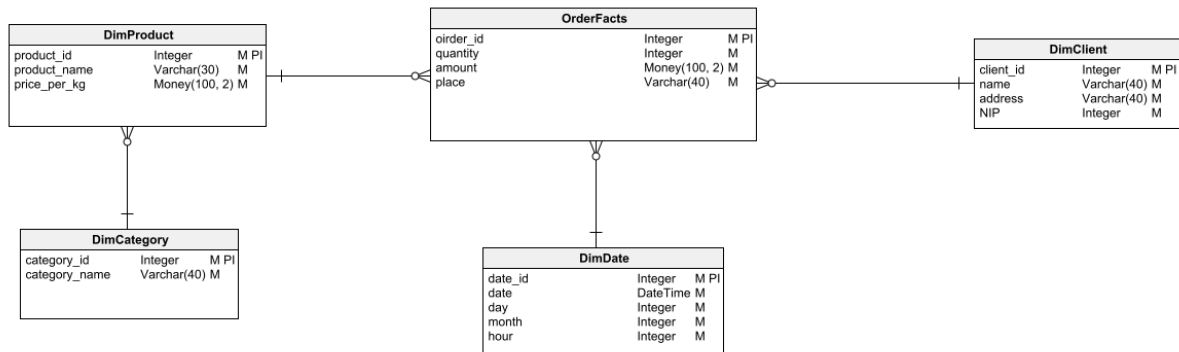 DimProduct
product_id Integer M PI
product_name Varchar(30) M
price_per_kg Money(100, 2) M
OrderFacts
oirder_id Integer M PI
quantity Integer M
amount Money(100, 2) M
place Varchar(40) M
DimClient
client_id Integer M PI
name Varchar(40) M
address Varchar(40) M
NIP Integer M
DimCategory
category_id Integer M PI
category_name Varchar(40) M
DimDate
date_id Integer M PI
date DateTime M
day Integer M
month Integer M
hour Integer M